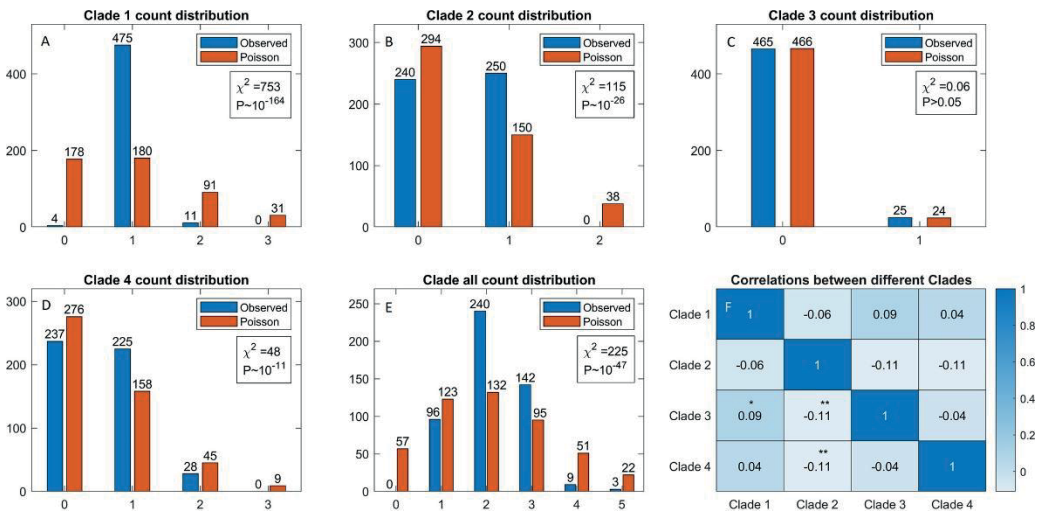 Clade 1 count distribution
A
Observed
Poisson
χ² =753
P~10⁻¹⁶⁴
400
200
0
4
178
475
180
11
91
0
31
0
1
2
3
Clade 2 count distribution
B
Observed
Poisson
χ² =115
P~10⁻²⁶
300
200
100
0
240
294
250
150
0
38
0
1
2
Clade 3 count distribution
C
Observed
Poisson
χ² =0.06
P>0.05
400
200
0
465
466
25
24
0
1
Clade 4 count distribution
D
Observed
Poisson
χ² =48
P~10⁻¹¹
300
200
100
0
237
276
225
158
28
45
0
9
0
1
2
3
Clade all count distribution
E
Observed
Poisson
χ² =225
P~10⁻⁴⁷
250
200
150
100
50
0
0
57
96
123
240
132
142
95
9
51
3
22
0
1
2
3
4
5
Correlations between different Clades
F
Clade 1
1
-0.06
0.09
0.04
Clade 2
-0.06
1
-0.11
-0.11
Clade 3
*
0.09
**
-0.11
1
-0.04
Clade 4
0.04
**
-0.11
-0.04
1
Clade 1 Clade 2 Clade 3 Clade 4
1
0.8
0.6
0.4
0.2
0